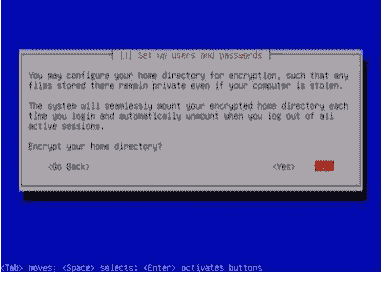 [!] Set up users and passwords
You may configure your home directory for encryption, such that any
files stored there remain private even if your computer is stolen.
The system will seamlessly mount your encrypted home directory each
time you login and automatically unmount when you log out of all
active sessions.
Encrypt your home directory?
<Go Back> <Yes>
<Tab> moves; <Space> selects; <Enter> activates buttons